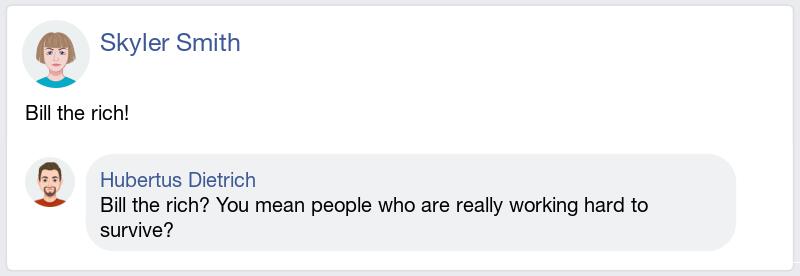 Skyler Smith
Bill the rich!
Hubertus Dietrich
Bill the rich? You mean people who are really working hard to
survive?